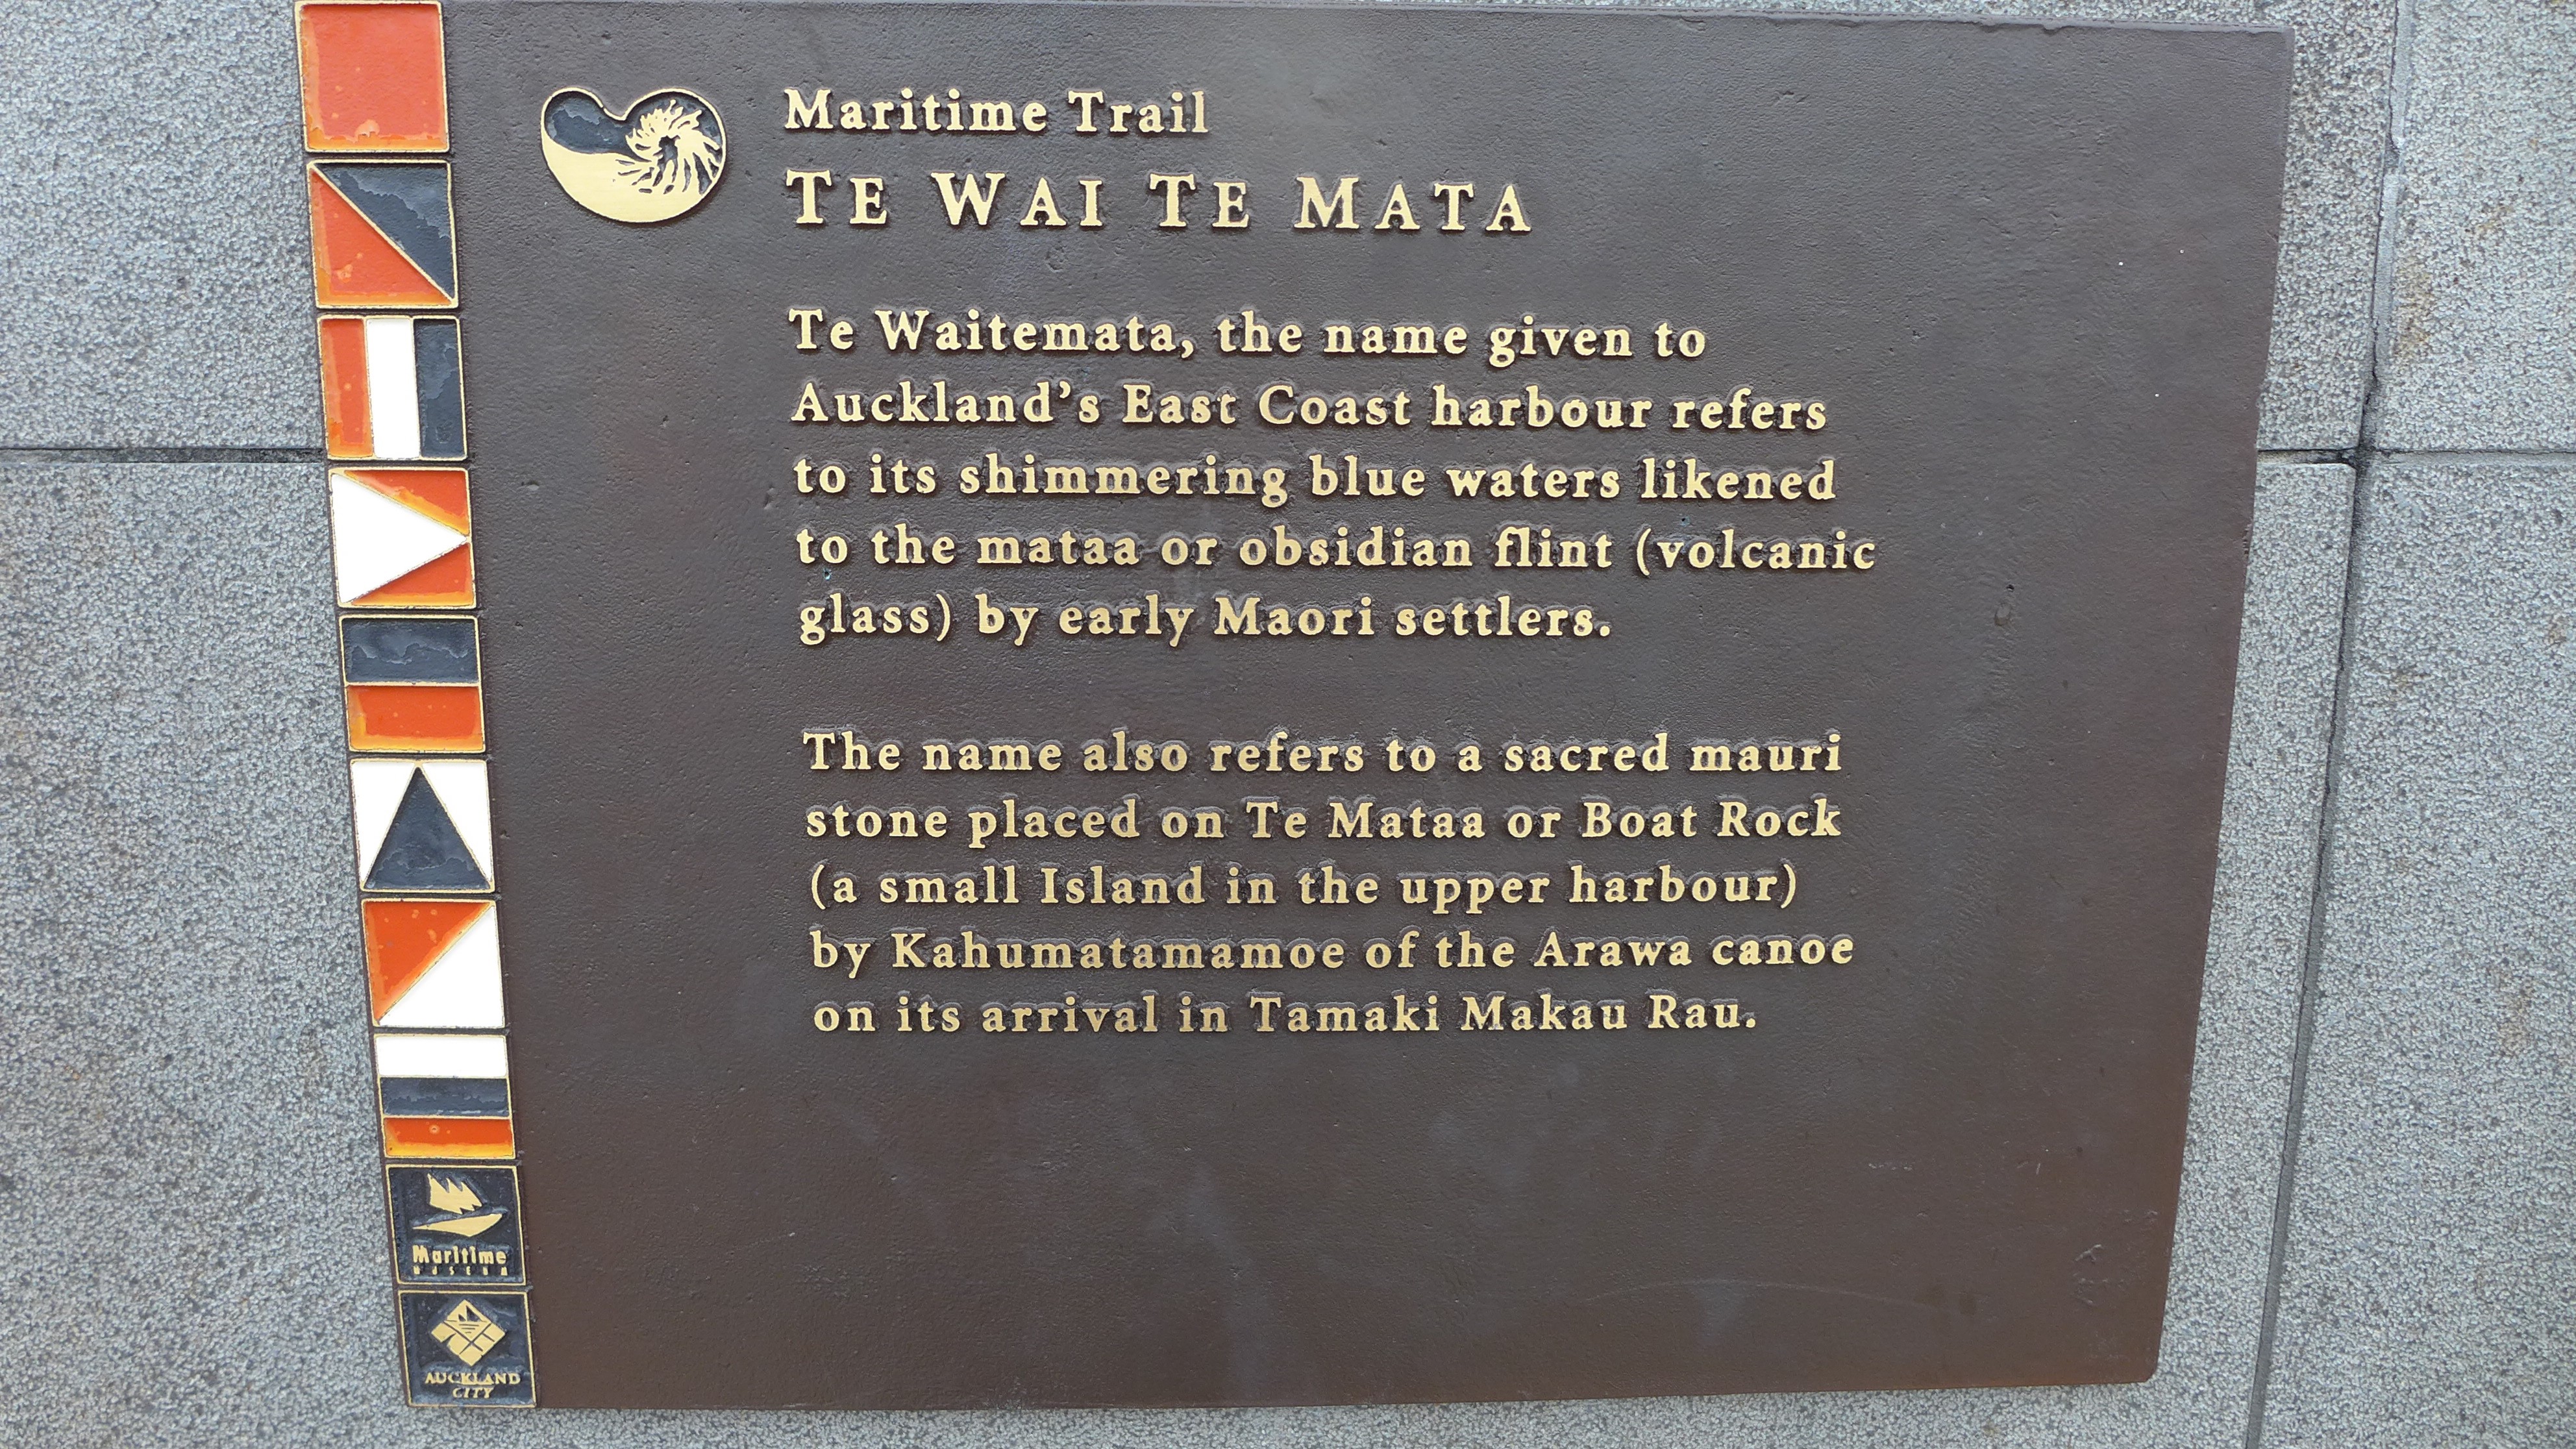 Maritime Trail
TE WAI TE MATA
Te Waitemata, the name given to
Auckland's East Coast harbour refers
to its shimmering blue waters likened
to the mataa or obsidian flint (volcanic
glass) by early Maori settlers.
The name also refers to a sacred mauri
stone placed on Te Mataa or Boat Rock
(a small Island in the upper harbour)
by Kahumatamamoe of the Arawa canoe
on its arrival in Tamaki Makau Rau.
Maritime
MUSEUM
AUCKLAND
CITY